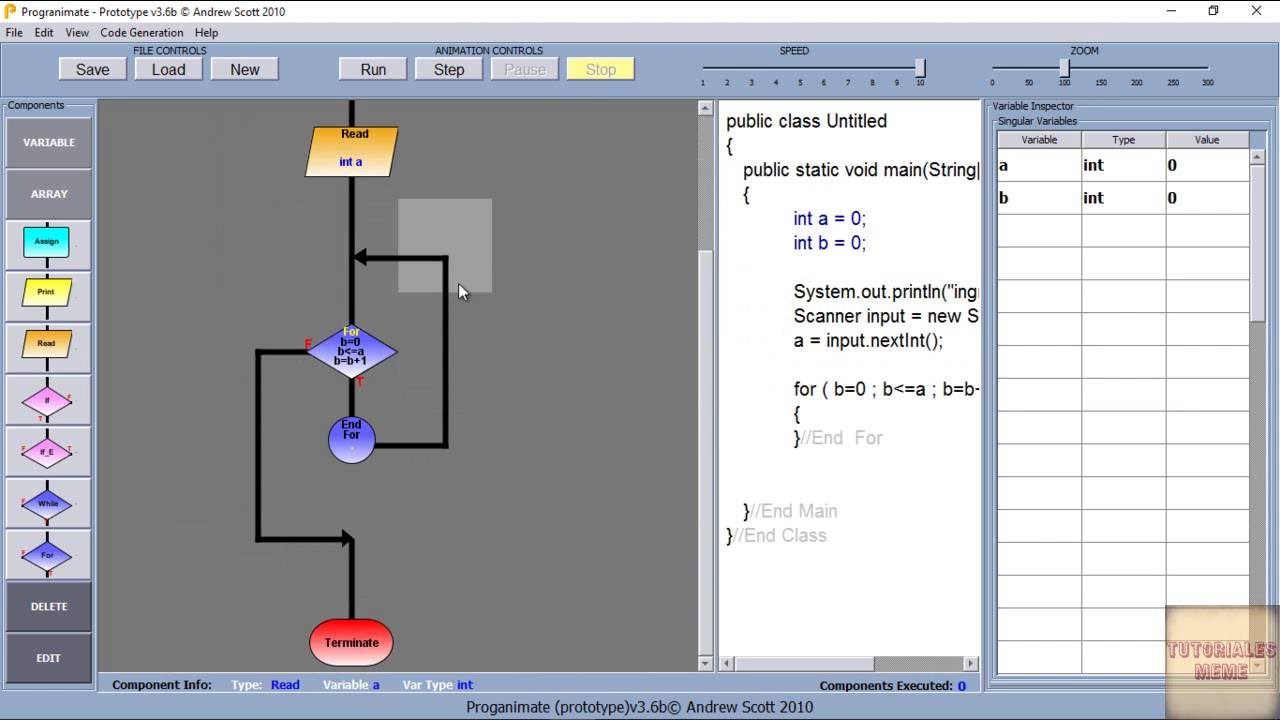 Progranimate - Prototype v3.6b © Andrew Scott 2010
File Edit View Code Generation Help
FILE CONTROLS
Save Load New
ANIMATION CONTROLS
Run Step Pause Stop
SPEED
1 2 3 4 5 6 7 8 9 10
ZOOM
0 50 100 150 200 250 300
Components
VARIABLE
ARRAY
Assign
Print
Read
If
F
T
If_E
F
T
While
F
T
For
F
T
DELETE
EDIT
Read
int a
For
b=0
b<=a
b=b+1
F
T
End
For
Terminate
public class Untitled
{
public static void main(String[
{
int a = 0;
int b = 0;
System.out.println("ing
Scanner input = new S
a = input.nextInt();
for ( b=0 ; b<=a ; b=b+
{
}//End For
}//End Main
}//End Class
Variable Inspector
Singular Variables
Variable Type Value
a int 0
b int 0
Component Info: Type: Read Variable a Var Type int
Components Executed: 0
Proganimate (prototype)v3.6b© Andrew Scott 2010
TUTORIALES
MEME